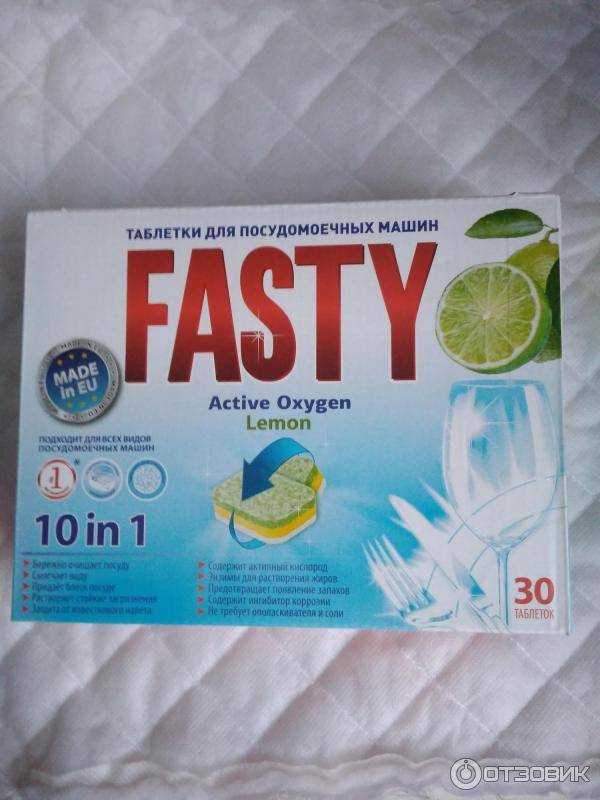 ТАБЛЕТКИ ДЛЯ ПОСУДОМОЕЧНЫХ МАШИН
FASTY
Active Oxygen
Lemon
MADE
in EU
ПОДХОДИТ ДЛЯ ВСЕХ ВИДОВ
ПОСУДОМОЕЧНЫХ МАШИН
№1*
10 in 1
Бережно очищает посуду
Смягчает воду
Придаёт блеск посуде
Растворяет стойкие загрязнения
Защита от известкового налета
Содержит активный кислород
Энзимы для растворения жиров
Предотвращает появление запахов
Содержит ингибитор коррозии
Не требует ополаскивателя и соли
30
ТАБЛЕТОК
ОТЗОВИК